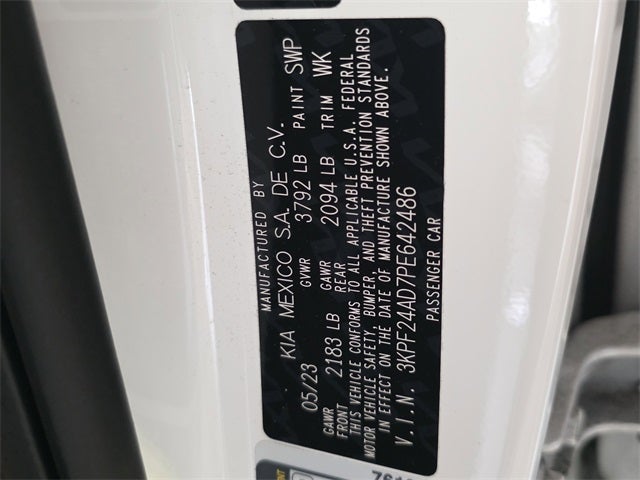 MANUFACTURED BY
05/23 KIA MEXICO S.A. DE C.V.
GVWR 3792 LB PAINT SWP
GAWR FRONT 2183 LB GAWR REAR 2094 LB TRIM WK
THIS VEHICLE CONFORMS TO ALL APPLICABLE U.S.A. FEDERAL
MOTOR VEHICLE SAFETY, BUMPER, AND THEFT PREVENTION STANDARDS
IN EFFECT ON THE DATE OF MANUFACTURE SHOWN ABOVE.
V.I.N. 3KPF24AD7PE642486
PASSENGER CAR